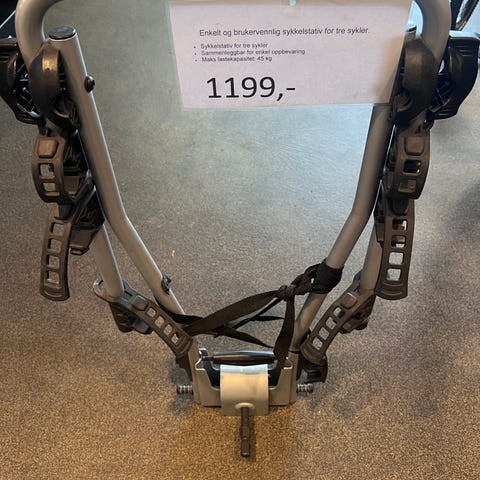 Enkelt og brukervennlig sykkelstativ for tre sykler.
• Sykkelstativ for tre sykler
• Sammenleggbar for enkel oppbevaring
• Maks lastekapasitet: 45 kg
1199,-